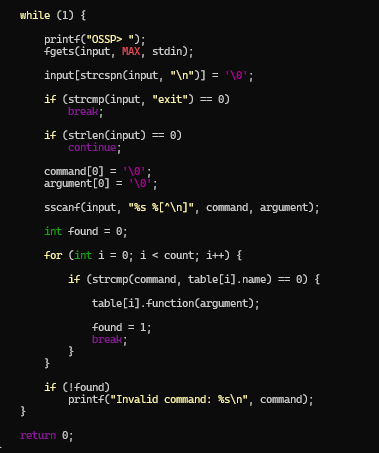 while (1) {
printf("OSSP> ");
fgets(input, MAX, stdin);
input[strcspn(input, "\n")] = '\0';
if (strcmp(input, "exit") == 0)
break;
if (strlen(input) == 0)
continue;
command[0] = '\0';
argument[0] = '\0';
sscanf(input, "%s %[^\n]", command, argument);
int found = 0;
for (int i = 0; i < count; i++) {
if (strcmp(command, table[i].name) == 0) {
table[i].function(argument);
found = 1;
break;
}
}
if (!found)
printf("Invalid command: %s\n", command);
}
return 0;